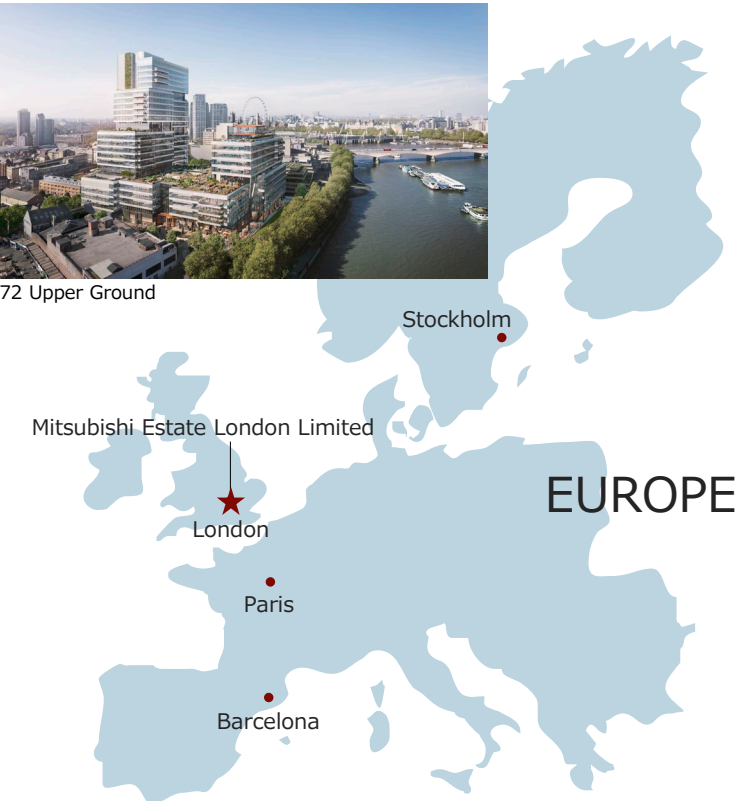 72 Upper Ground
Stockholm
Mitsubishi Estate London Limited
EUROPE
London
Paris
Barcelona